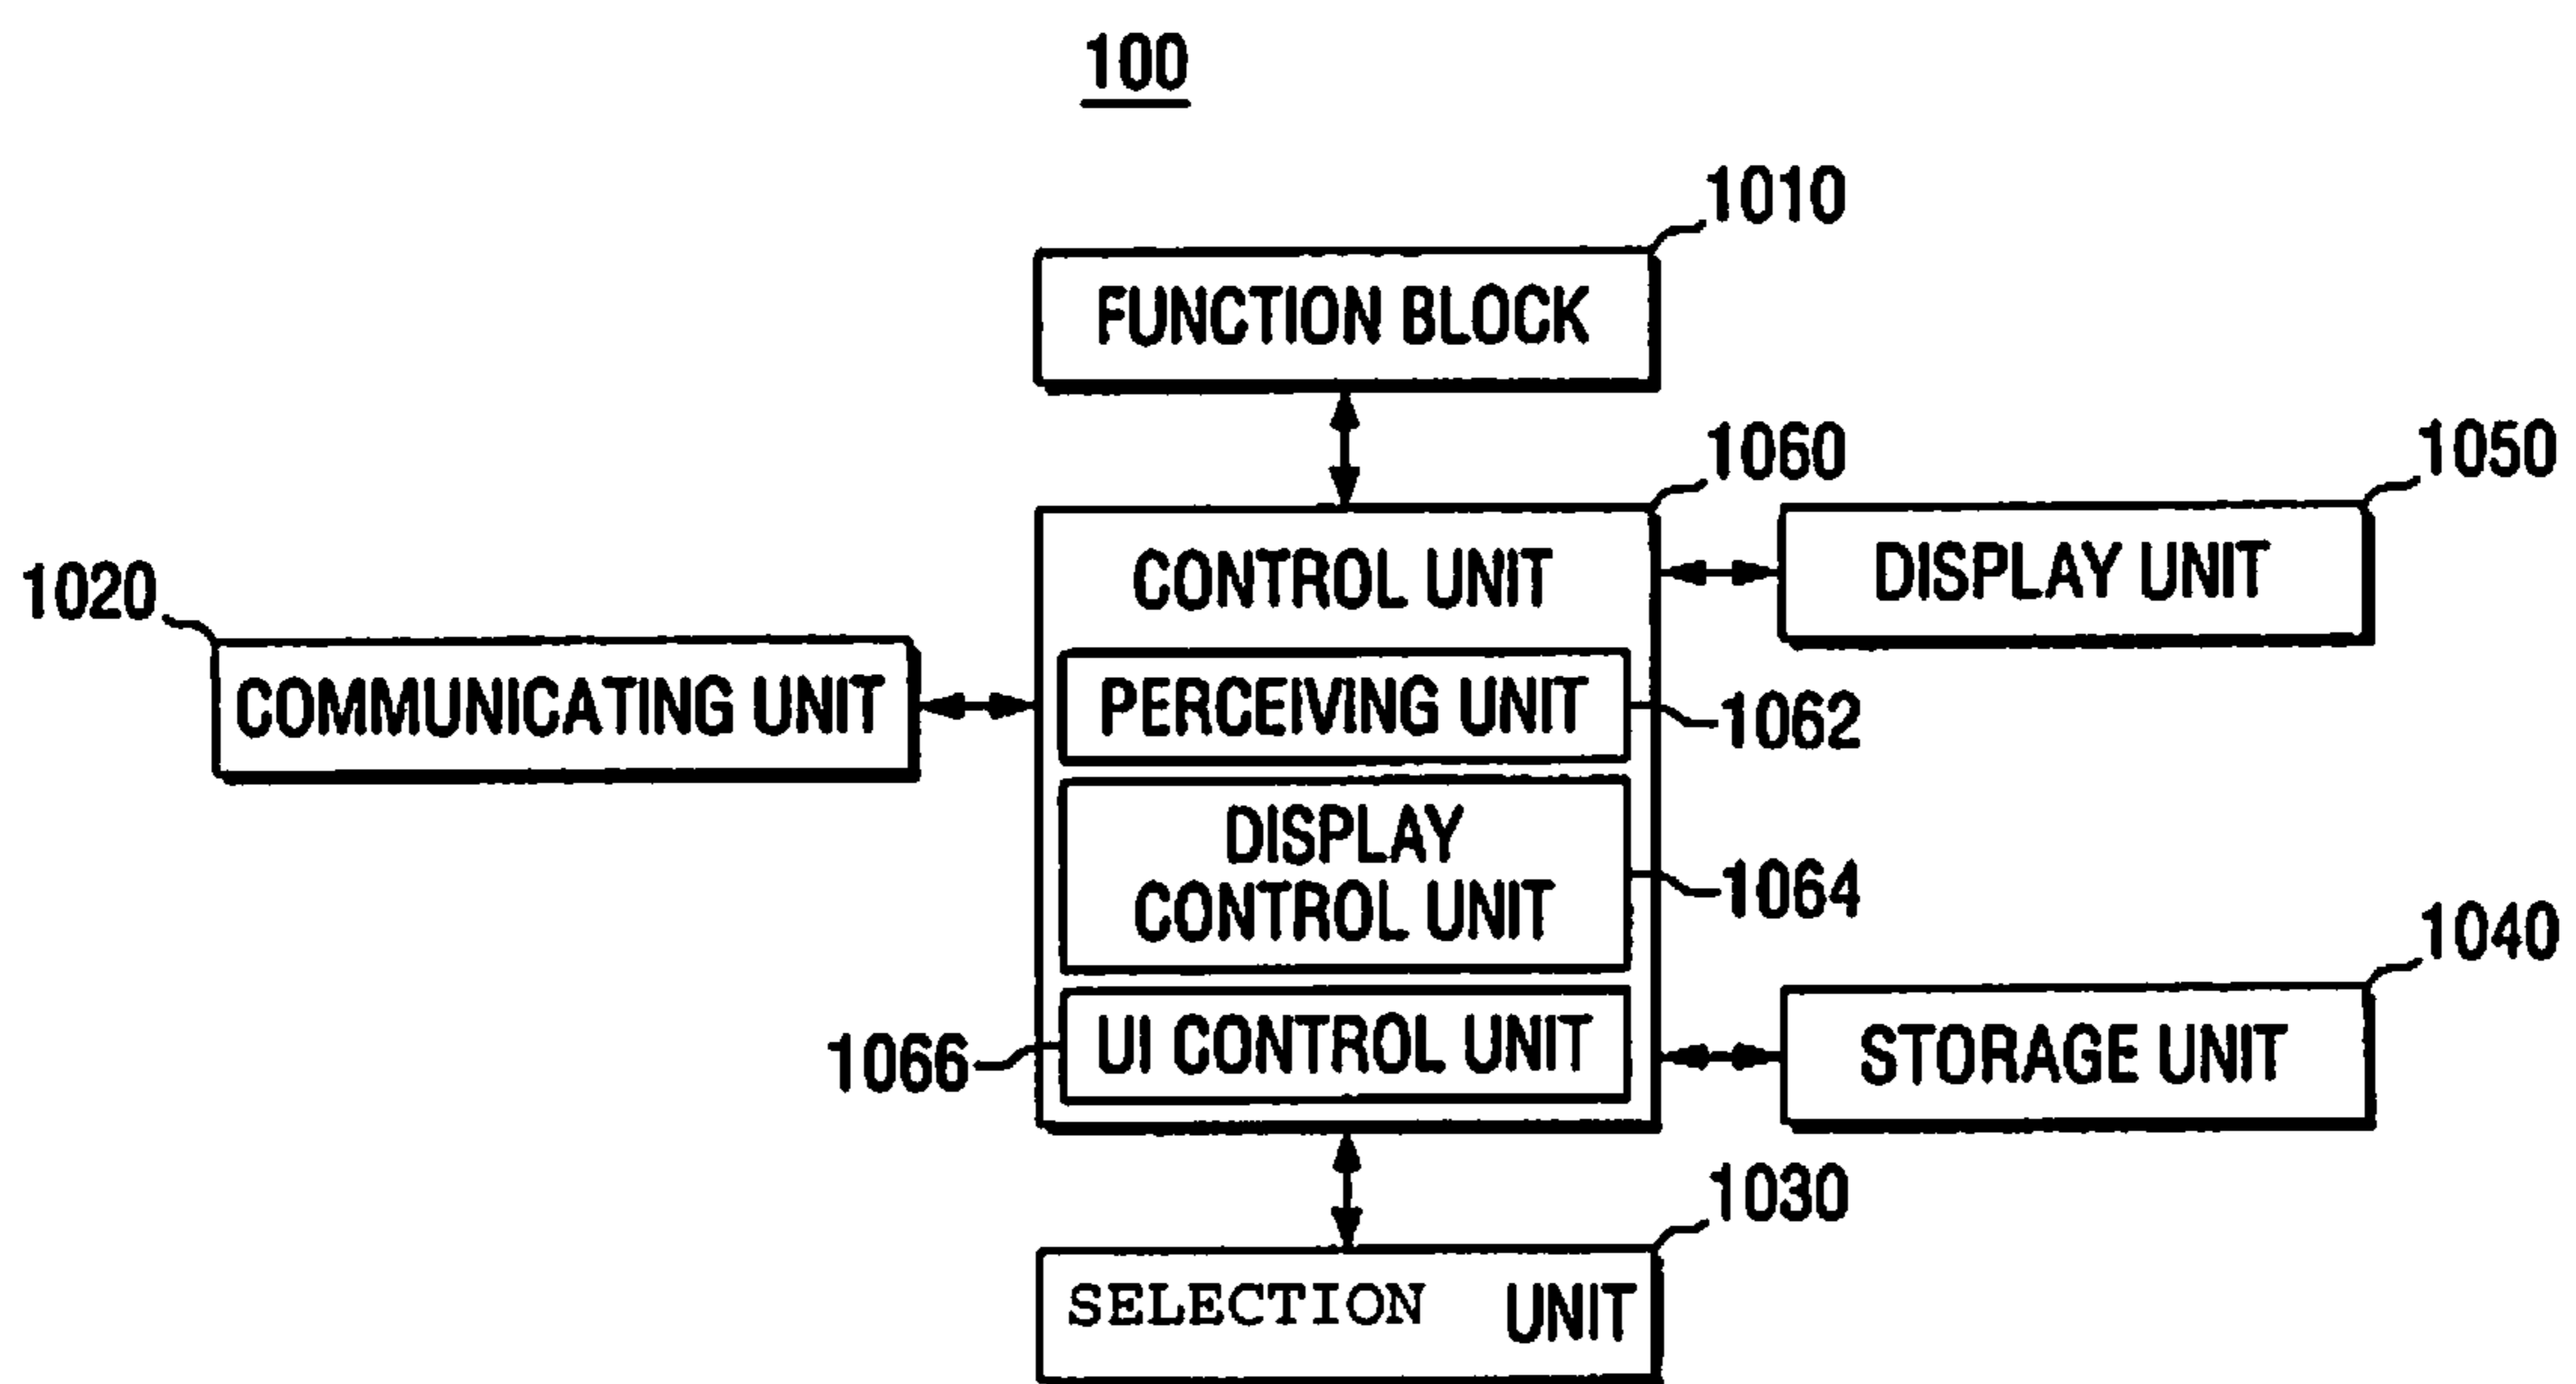 100
1010
FUNCTION BLOCK
1060
1050
CONTROL UNIT
DISPLAY UNIT
1020
COMMUNICATING UNIT
PERCEIVING UNIT
1062
DISPLAY
CONTROL UNIT
1064
1040
1066
UI CONTROL UNIT
STORAGE UNIT
1030
SELECTION UNIT